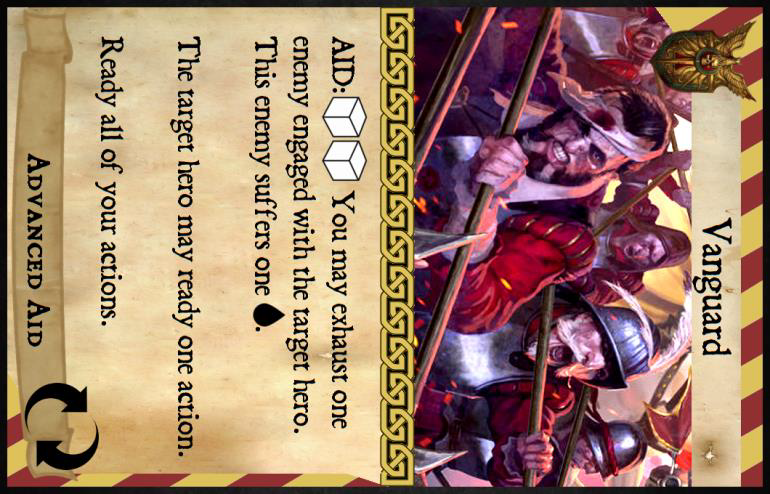 Vanguard
AID: You may exhaust one
enemy engaged with the target hero.
This enemy suffers one .
The target hero may ready one action.
Ready all of your actions.
ADVANCED AID